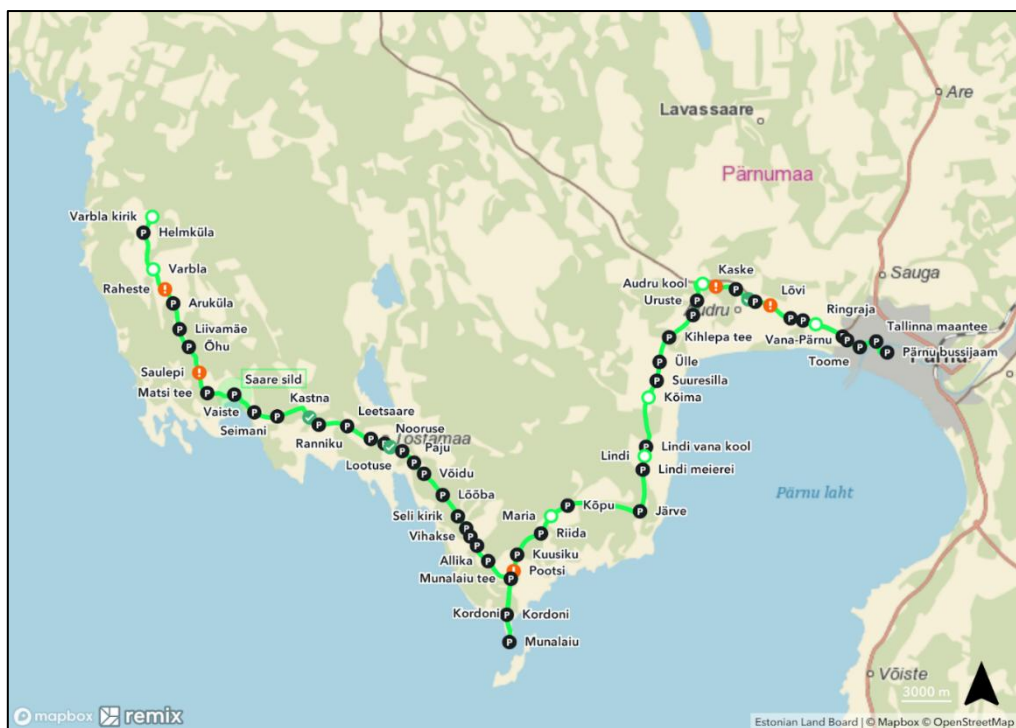 Are
Lavassaare
Pärnumaa
Varbla kirik
Helmküla
Varbla
Raheste
Aruküla
Liivamäe
Õhu
Saulepi
Matsi tee
Saare sild
Vaiste
Seimani
Kastna
Ranniku
Leetsaare
Nooruse
Tõstamaa
Paju
Lootuse
Võidu
Lõõba
Seli kirik
Vihakse
Allika
Munalaiu tee
Kordoni
Kordoni
Munalaiu
Pootsi
Kuusiku
Riida
Maria
Kõpu
Järve
Lindi meierei
Lindi
Lindi vana kool
Kõima
Suuresilla
Ülle
Kihlepa tee
Uruste
Audru kool
Audru
Kaske
Lõvi
Ringraja
Vana-Pärnu
Toome
Sauga
Tallinna maantee
Pärnu bussijaam
Pärnu
Pärnu laht
Võiste
3000 m
mapbox remix
Estonian Land Board | © Mapbox © OpenStreetMap